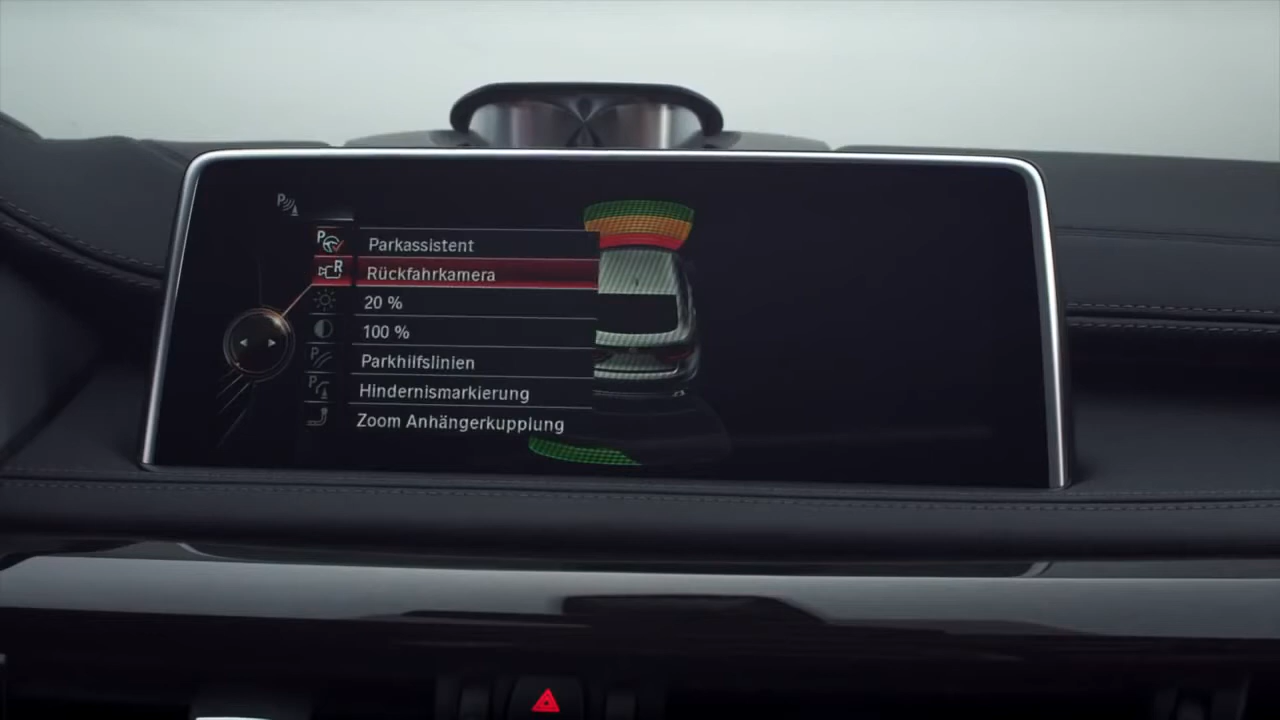 P
P
Parkassistent
R
Rückfahrkamera
20 %
100 %
P
Parkhilfslinien
P
Hindernismarkierung
Zoom Anhängerkupplung